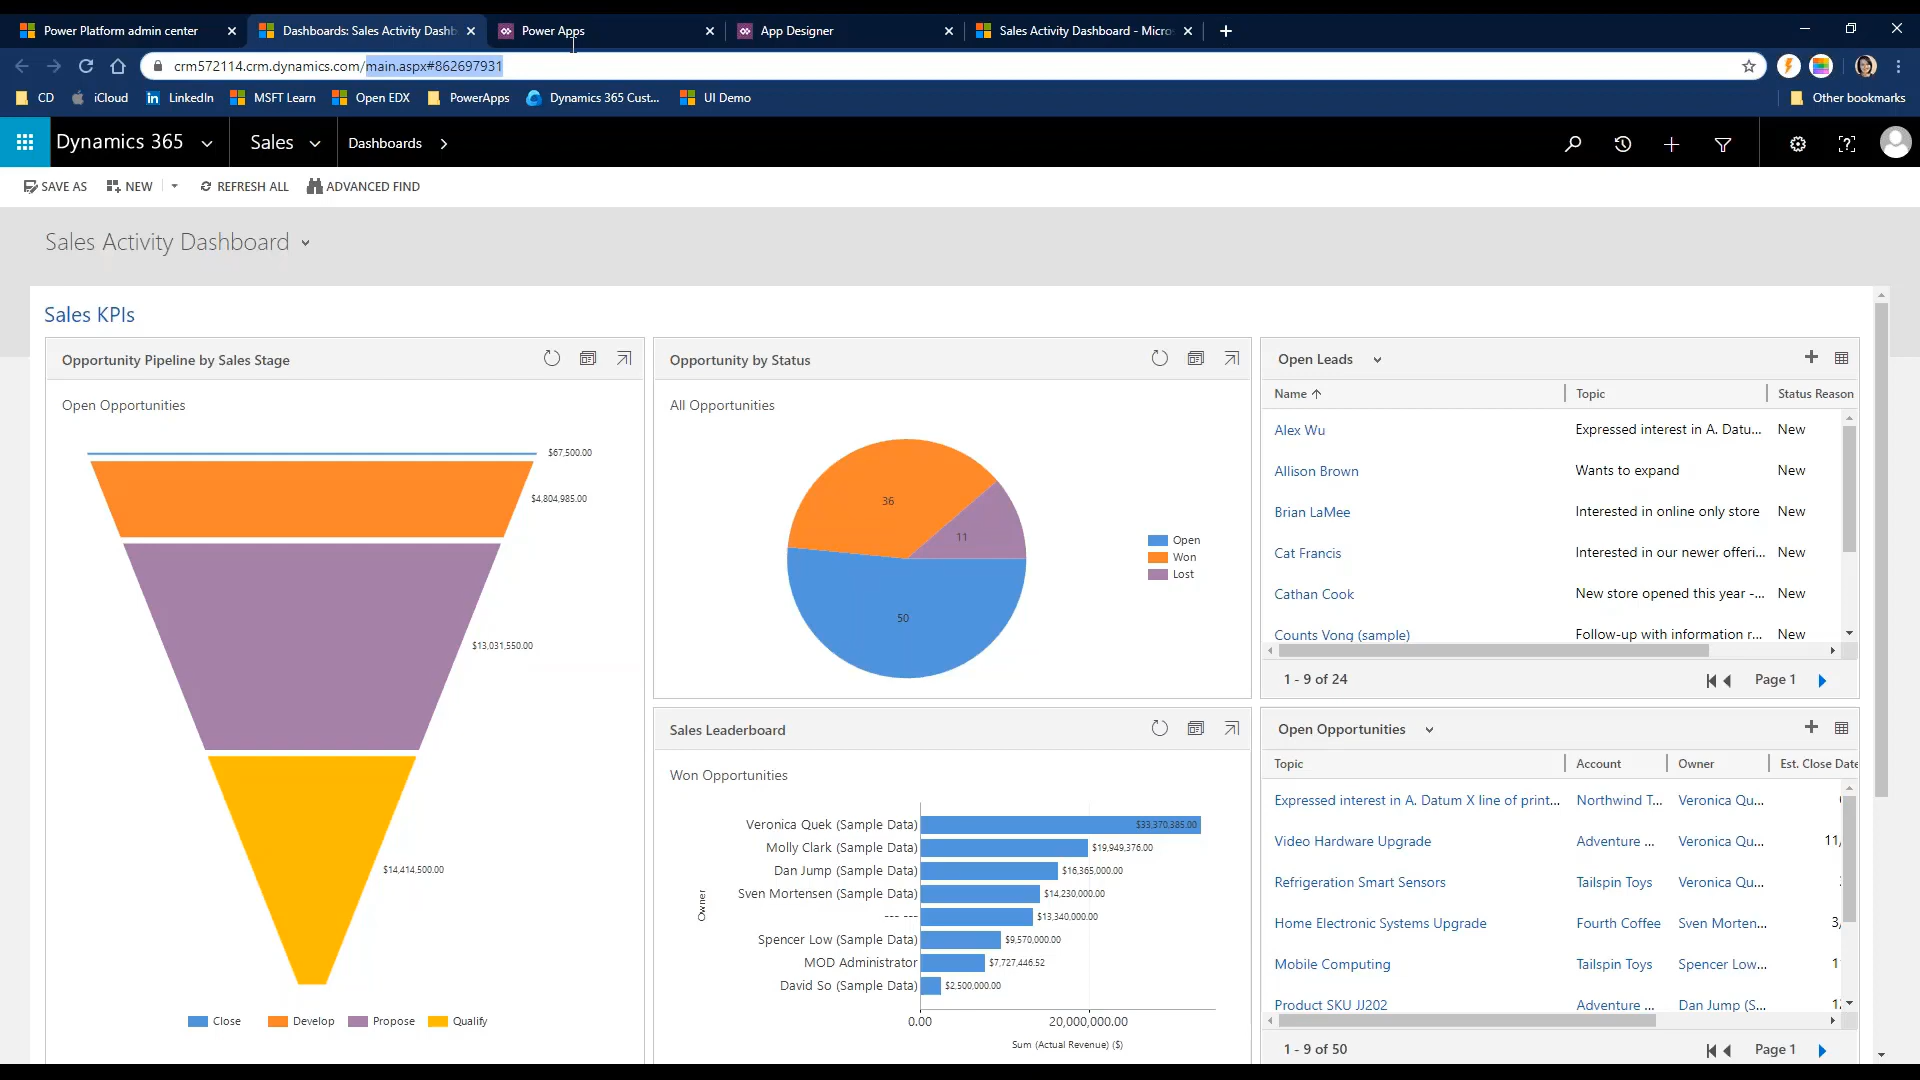 Power Platform admin center
Dashboards: Sales Activity Dashb
Power Apps
App Designer
Sales Activity Dashboard - Micro
crm572114.crm.dynamics.com/main.aspx#862697931
CD
iCloud
LinkedIn
MSFT Learn
Open EDX
PowerApps
Dynamics 365 Cust...
UI Demo
Other bookmarks
Dynamics 365
Sales
Dashboards
SAVE AS
NEW
REFRESH ALL
ADVANCED FIND
Sales Activity Dashboard
Sales KPIs
Opportunity Pipeline by Sales Stage
Open Opportunities
$67,500.00
$4,804,985.00
$13,031,550.00
$14,414,500.00
Close Develop Propose Qualify
Opportunity by Status
All Opportunities
36
11
50
Open
Won
Lost
Sales Leaderboard
Won Opportunities
Owner
Veronica Quek (Sample Data) $33,370,385.00
Molly Clark (Sample Data) $19,949,376.00
Dan Jump (Sample Data) $16,365,000.00
Sven Mortensen (Sample Data) $14,230,000.00
--- --- $13,340,000.00
Spencer Low (Sample Data) $9,570,000.00
MOD Administrator $7,727,446.52
David So (Sample Data) $2,500,000.00
0.00 20,000,000.00
Sum (Actual Revenue) ($)
Open Leads
Name Topic Status Reason
Alex Wu Expressed interest in A. Datu... New
Allison Brown Wants to expand New
Brian LaMee Interested in online only store New
Cat Francis Interested in our newer offeri... New
Cathan Cook New store opened this year -... New
Counts Vong (sample) Follow-up with information r... New
1 - 9 of 24 Page 1
Open Opportunities
Topic Account Owner Est. Close Date
Expressed interest in A. Datum X line of print... Northwind T... Veronica Qu...
Video Hardware Upgrade Adventure ... Veronica Qu... 11/
Refrigeration Smart Sensors Tailspin Toys Veronica Qu...
Home Electronic Systems Upgrade Fourth Coffee Sven Morten... 3/
Mobile Computing Tailspin Toys Spencer Low... 1
Product SKU JJ202 Adventure ... Dan Jump (S...
1 - 9 of 50 Page 1